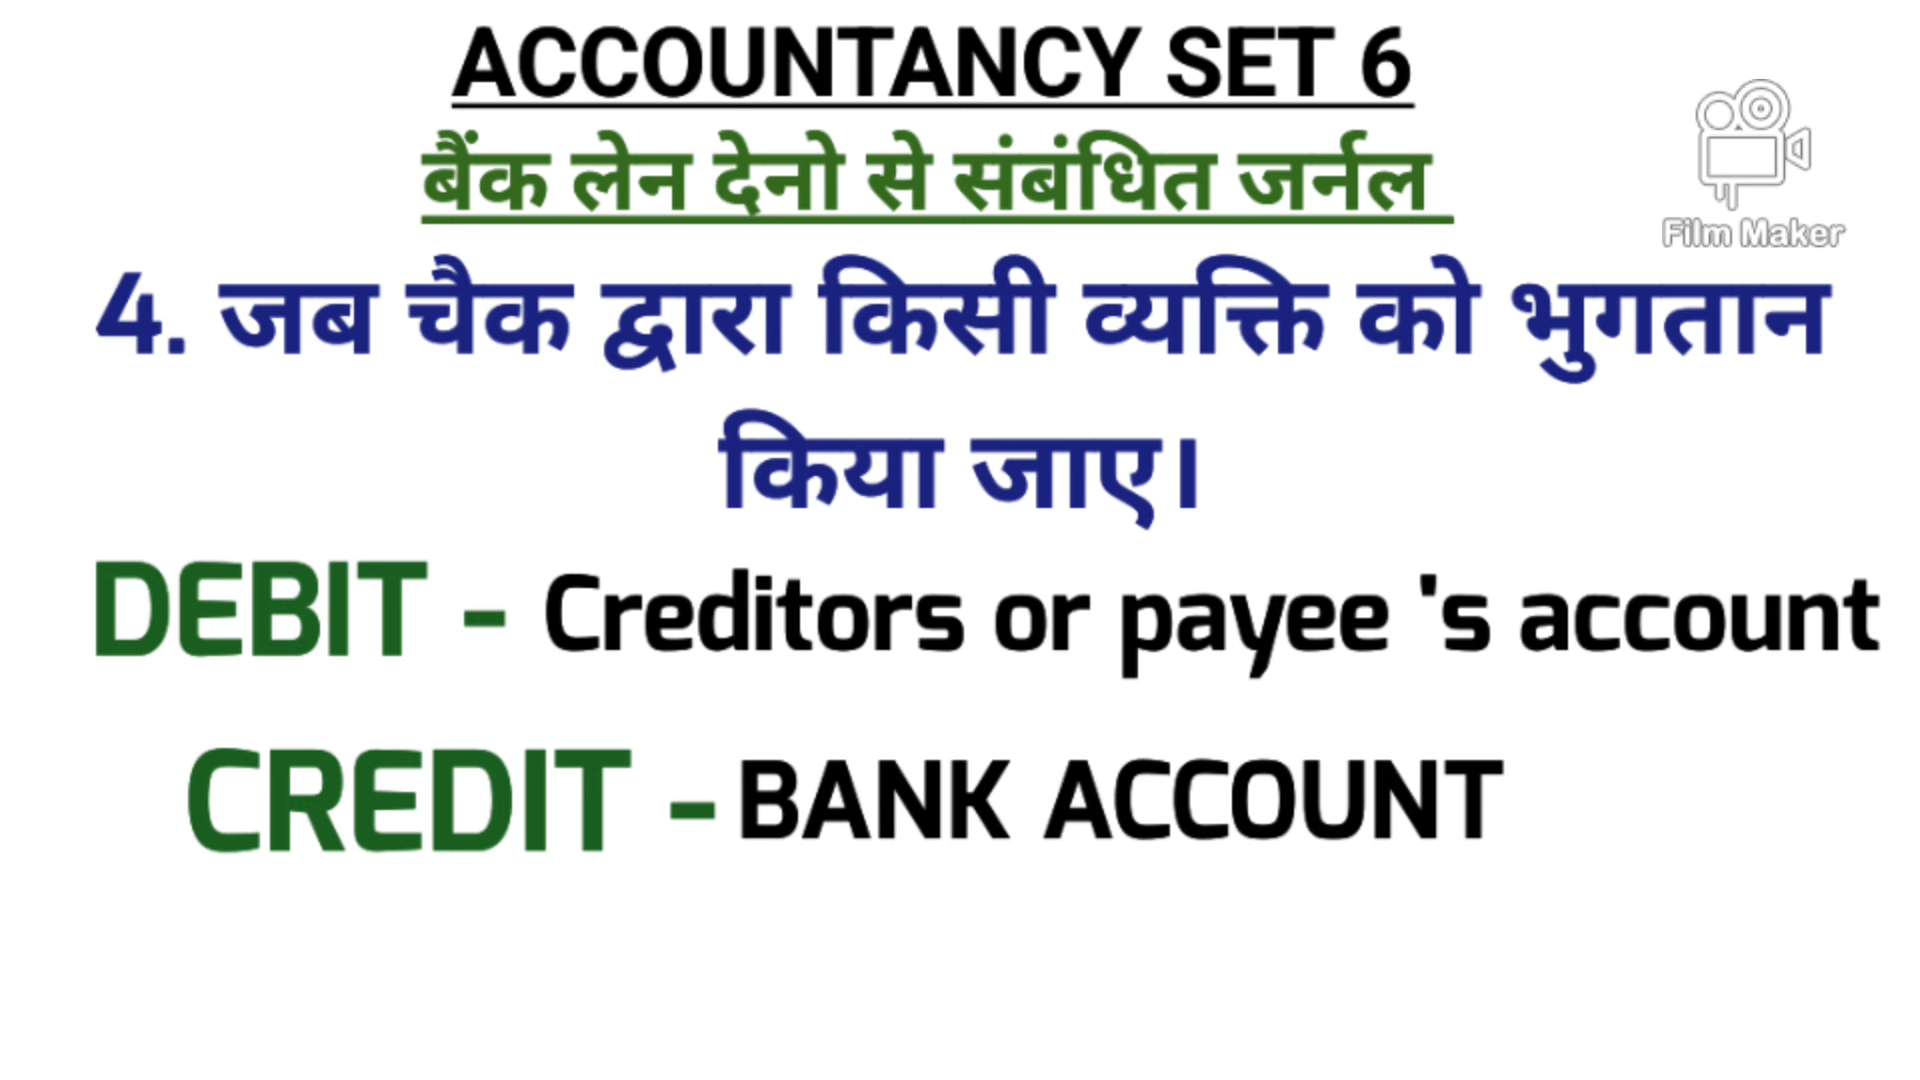 ACCOUNTANCY SET 6
बैंक लेन देनो से संबंधित जर्नल
Film Maker
4. जब चैक द्वारा किसी व्यक्ति को भुगतान
किया जाए।
DEBIT - Creditors or payee 's account
CREDIT - BANK ACCOUNT